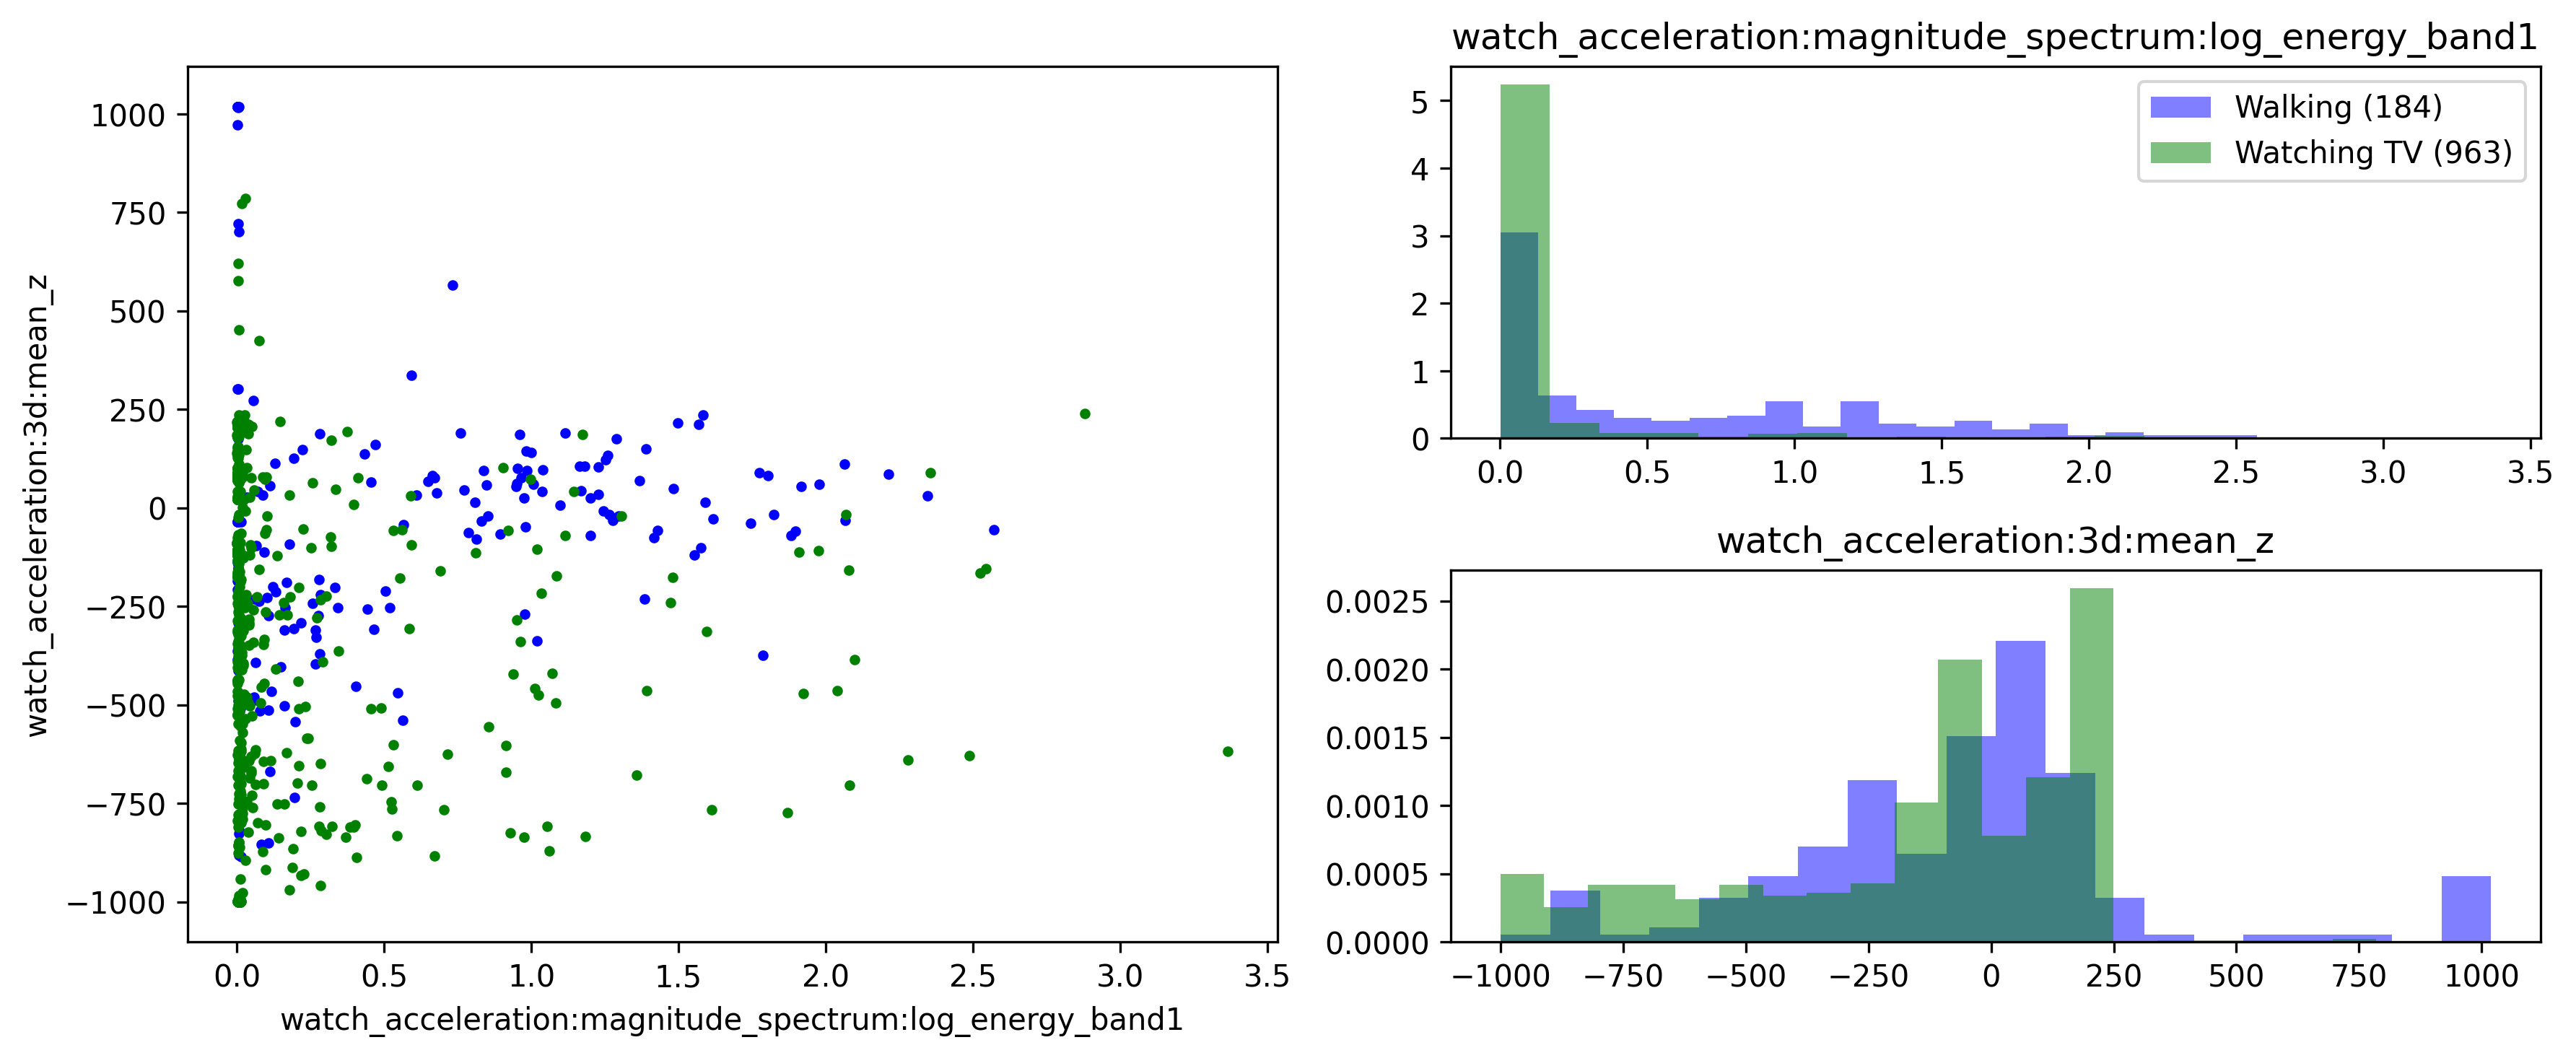 watch_acceleration:3d:mean_z
1000
750
500
250
0
−250
−500
−750
−1000
0.0 0.5 1.0 1.5 2.0 2.5 3.0 3.5
watch_acceleration:magnitude_spectrum:log_energy_band1
watch_acceleration:magnitude_spectrum:log_energy_band1
Walking (184)
Watching TV (963)
5
4
3
2
1
0
0.0 0.5 1.0 1.5 2.0 2.5 3.0 3.5
watch_acceleration:3d:mean_z
0.0025
0.0020
0.0015
0.0010
0.0005
0.0000
−1000 −750 −500 −250 0 250 500 750 1000